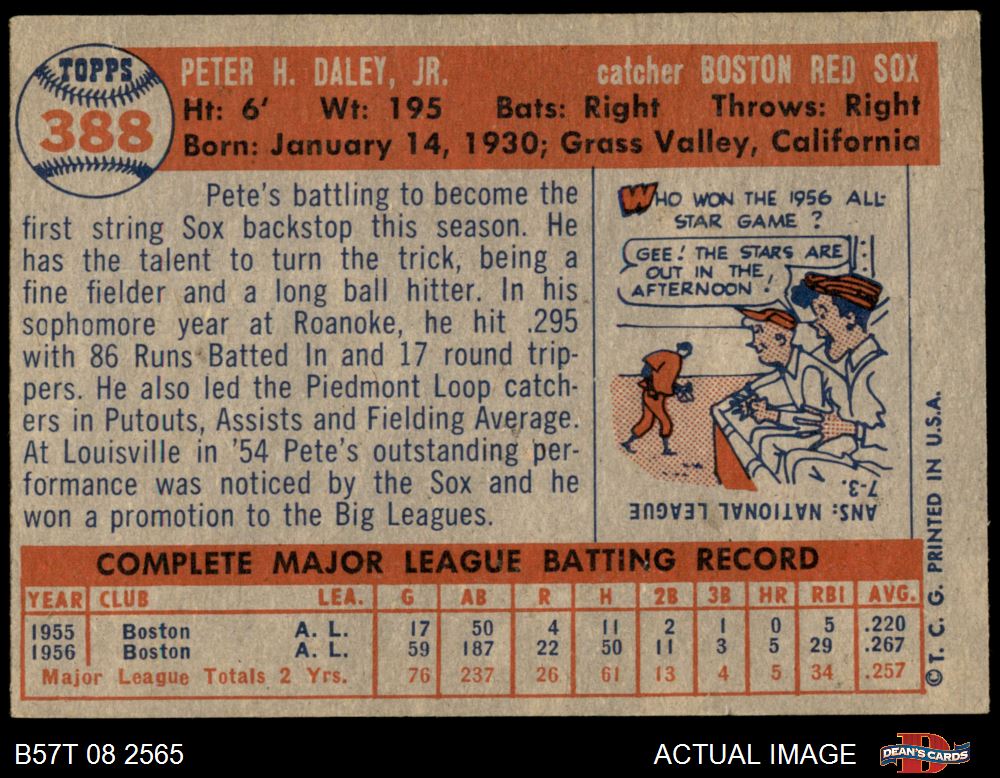 TOPPS
388
PETER H. DALEY, JR. catcher BOSTON RED SOX
Ht: 6' Wt: 195 Bats: Right Throws: Right
Born: January 14, 1930; Grass Valley, California
Pete's battling to become the
first string Sox backstop this season. He
has the talent to turn the trick, being a
fine fielder and a long ball hitter. In his
sophomore year at Roanoke, he hit .295
with 86 Runs Batted In and 17 round trip-
pers. He also led the Piedmont Loop catch-
ers in Putouts, Assists and Fielding Average.
At Louisville in '54 Pete's outstanding per-
formance was noticed by the Sox and he
won a promotion to the Big Leagues.
WHO WON THE 1956 ALL-
STAR GAME ?
GEE! THE STARS ARE
OUT IN THE
AFTERNOON !
ANS: NATIONAL LEAGUE
7-3.
© T. C. G. PRINTED IN U.S.A.
COMPLETE MAJOR LEAGUE BATTING RECORD
YEAR CLUB LEA. G AB R H 2B 3B HR RBI AVG.
1955 Boston A. L. 17 50 4 11 2 1 0 5 .220
1956 Boston A. L. 59 187 22 50 11 3 5 29 .267
Major League Totals 2 Yrs. 76 237 26 61 13 4 5 34 .257
B57T 08 2565 ACTUAL IMAGE DEAN'S CARDS